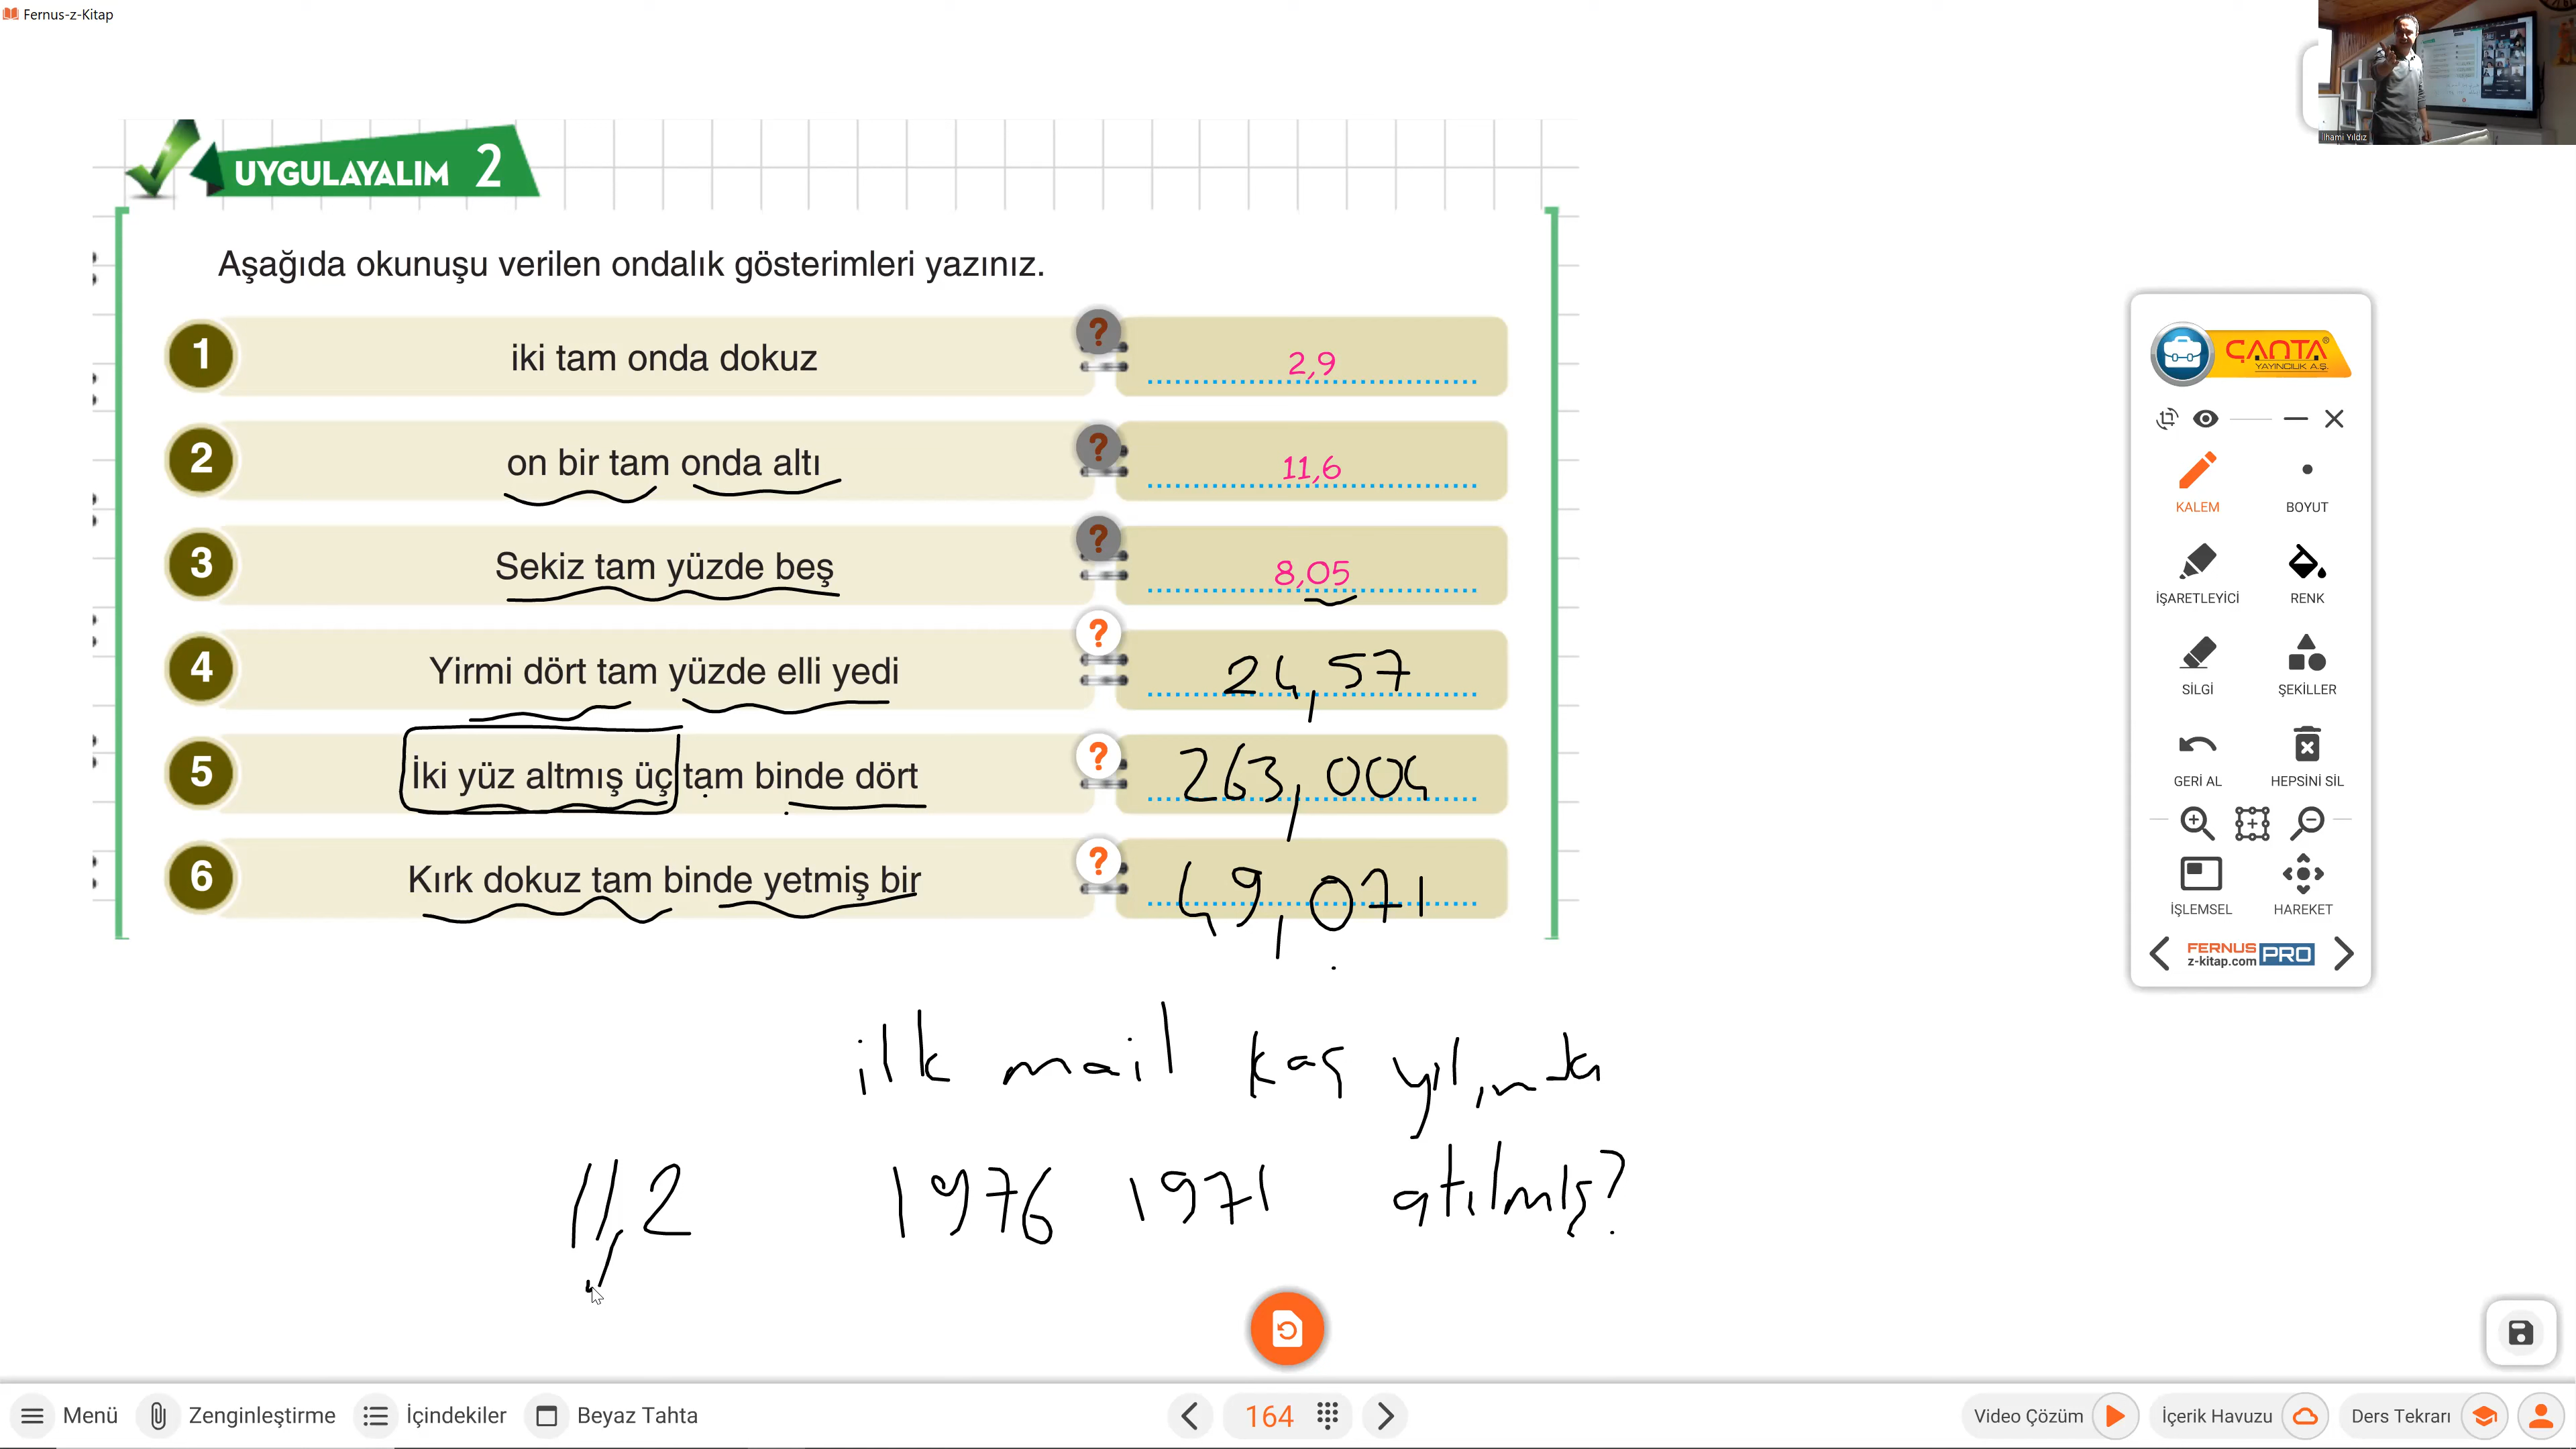 Fernus-z-Kitap
İlhami Yıldız
UYGULAYALIM 2
Aşağıda okunuşu verilen ondalık gösterimleri yazınız.
1 iki tam onda dokuz ? 2,9
2 on bir tam onda altı ? 11,6
3 Sekiz tam yüzde beş ? 8,05
4 Yirmi dört tam yüzde elli yedi ? 24,57
5 İki yüz altmış üç tam binde dört ? 263,004
6 Kırk dokuz tam binde yetmiş bir ? 49,071
ilk mail kaç yılında
11,2 1976 1971 atılmış?
ÇANTA
YAYINCILIK A.Ş.
KALEM BOYUT
İŞARETLEYİCİ RENK
SİLGİ ŞEKİLLER
GERİ AL HEPSİNİ SİL
İŞLEMSEL HAREKET
FERNUS PRO
z-kitap.com
Menü Zenginleştirme İçindekiler Beyaz Tahta 164 Video Çözüm İçerik Havuzu Ders Tekrarı